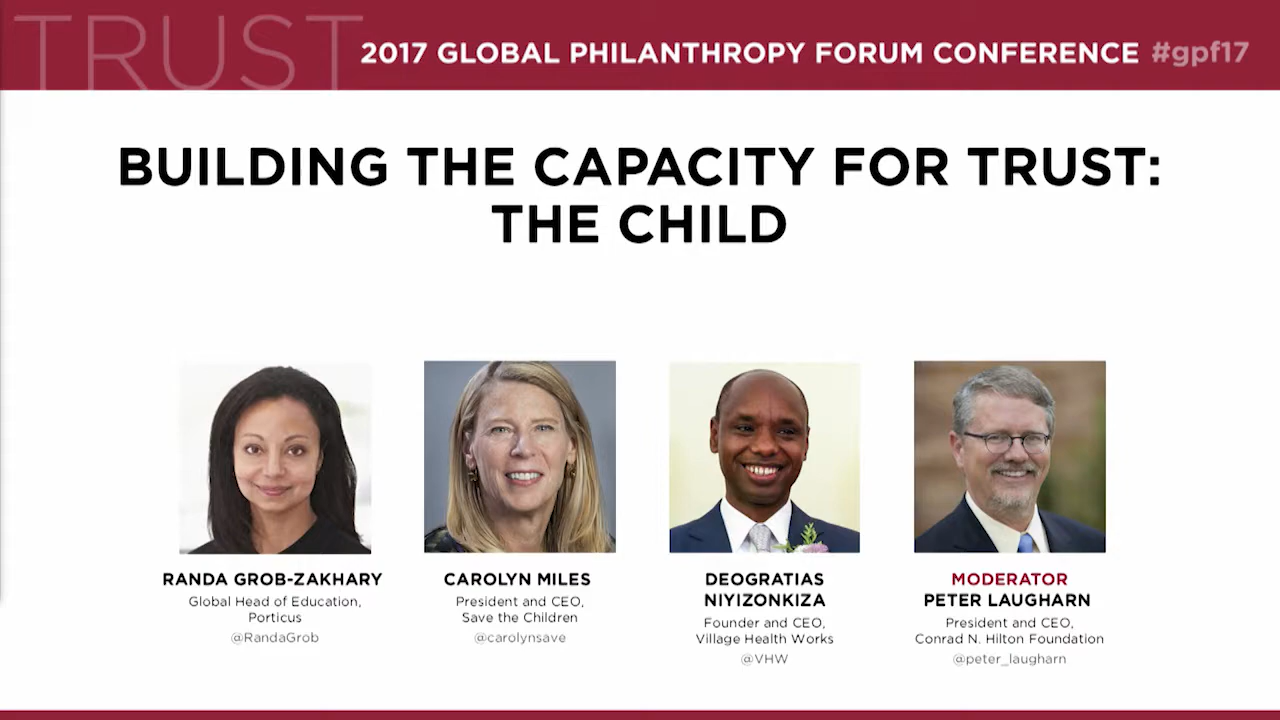 TRUST
2017 GLOBAL PHILANTHROPY FORUM CONFERENCE #gpf17
BUILDING THE CAPACITY FOR TRUST:
THE CHILD
RANDA GROB-ZAKHARY
Global Head of Education,
Porticus
@RandaGrob
CAROLYN MILES
President and CEO,
Save the Children
@carolynsave
DEOGRATIAS
NIYIZONKIZA
Founder and CEO,
Village Health Works
@VHW
MODERATOR
PETER LAUGHARN
President and CEO,
Conrad N. Hilton Foundation
@peter_laugharn